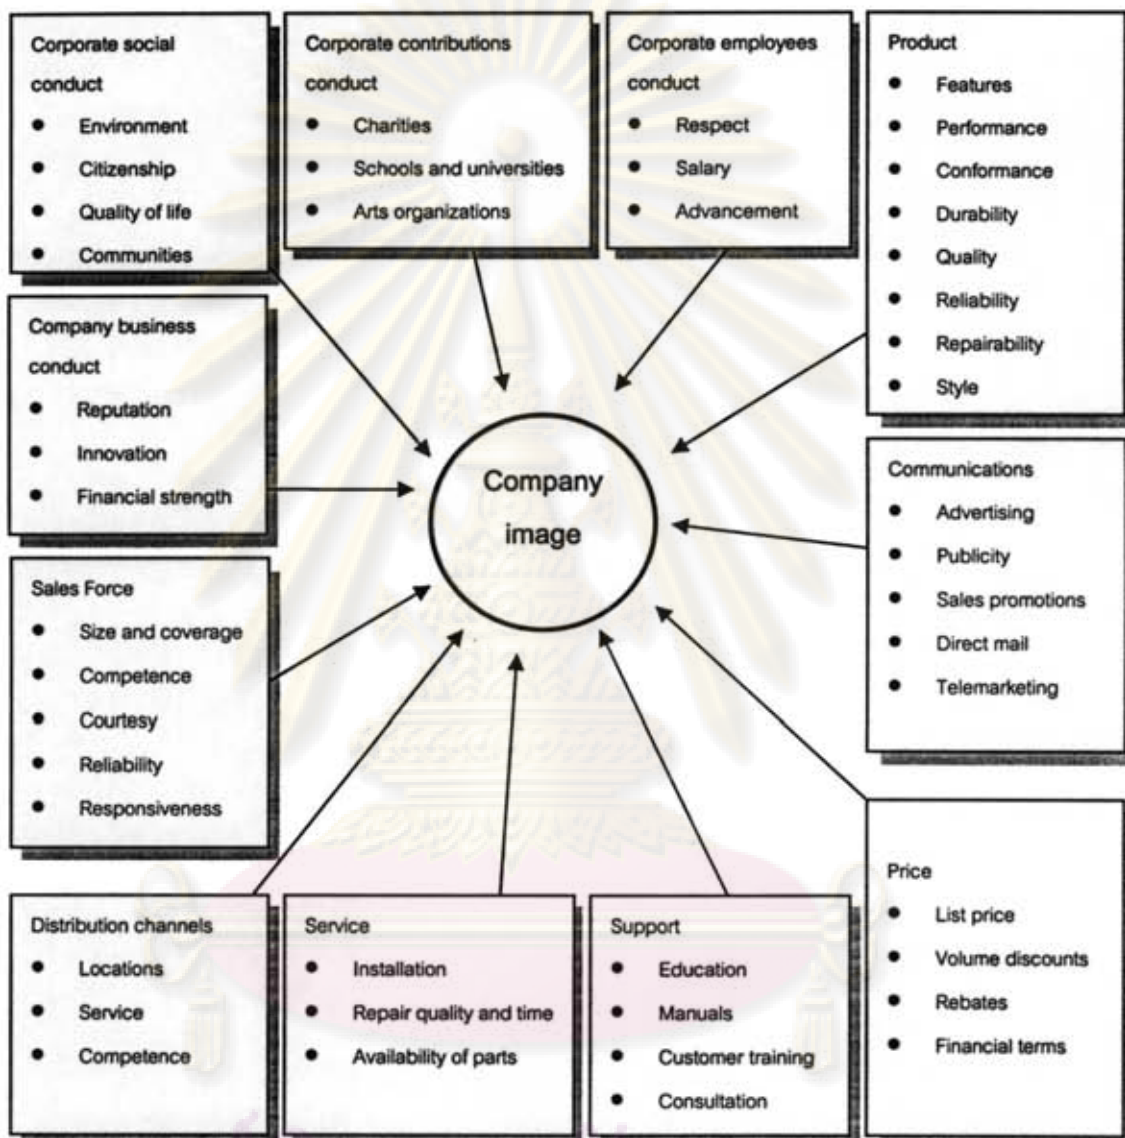 Corporate social
conduct
● Environment
● Citizenship
● Quality of life
● Communities
Corporate contributions
conduct
● Charities
● Schools and universities
● Arts organizations
Corporate employees
conduct
● Respect
● Salary
● Advancement
Product
● Features
● Performance
● Conformance
● Durability
● Quality
● Reliability
● Repairability
● Style
Company business
conduct
● Reputation
● Innovation
● Financial strength
Company
image
Communications
● Advertising
● Publicity
● Sales promotions
● Direct mail
● Telemarketing
Sales Force
● Size and coverage
● Competence
● Courtesy
● Reliability
● Responsiveness
Distribution channels
● Locations
● Service
● Competence
Service
● Installation
● Repair quality and time
● Availability of parts
Support
● Education
● Manuals
● Customer training
● Consultation
Price
● List price
● Volume discounts
● Rebates
● Financial terms